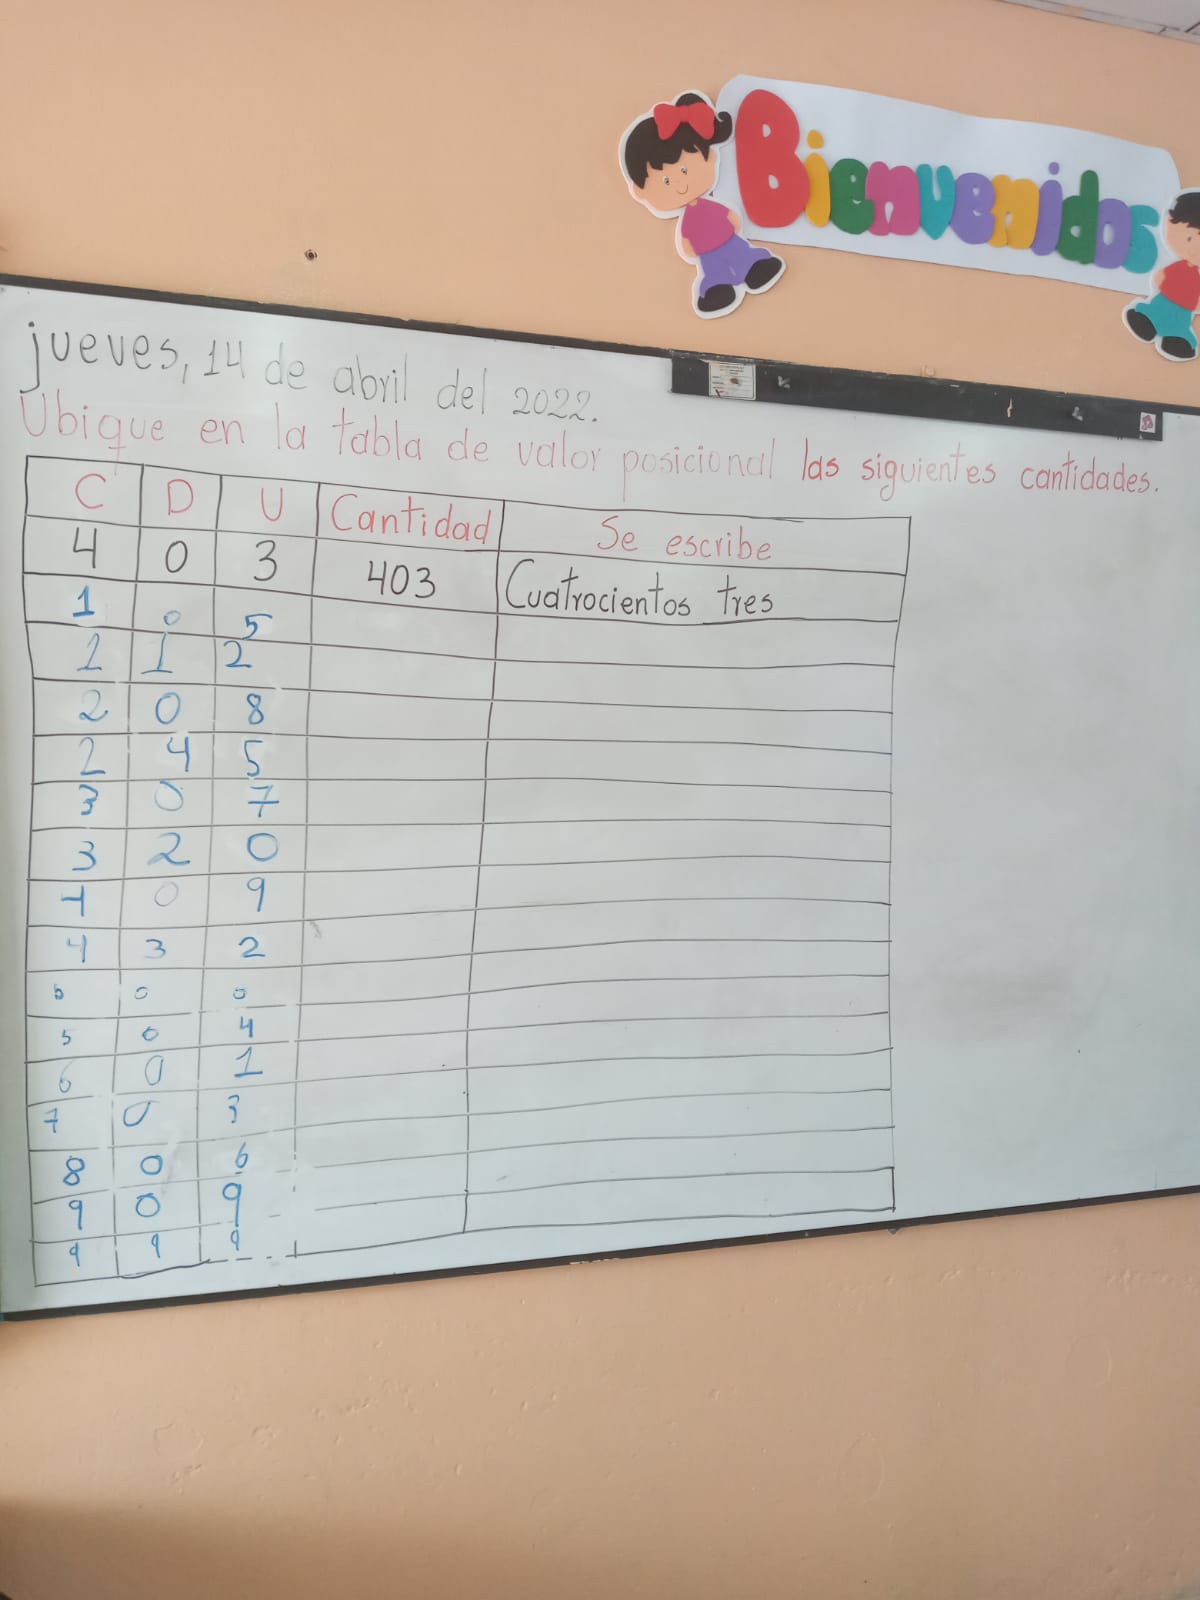 Bienvenidos
jueves, 14 de abril del 2022.
Ubique en la tabla de valor posicional las siguientes cantidades.
C D U Cantidad Se escribe
4 0 3 403 Cuatrocientos tres
1 0 5
2 1 2
2 0 8
2 4 5
3 0 7
3 2 0
4 0 9
4 3 2
5 0 0
5 0 4
6 0 1
7 0 3
8 0 6
9 0 9
9 9 9